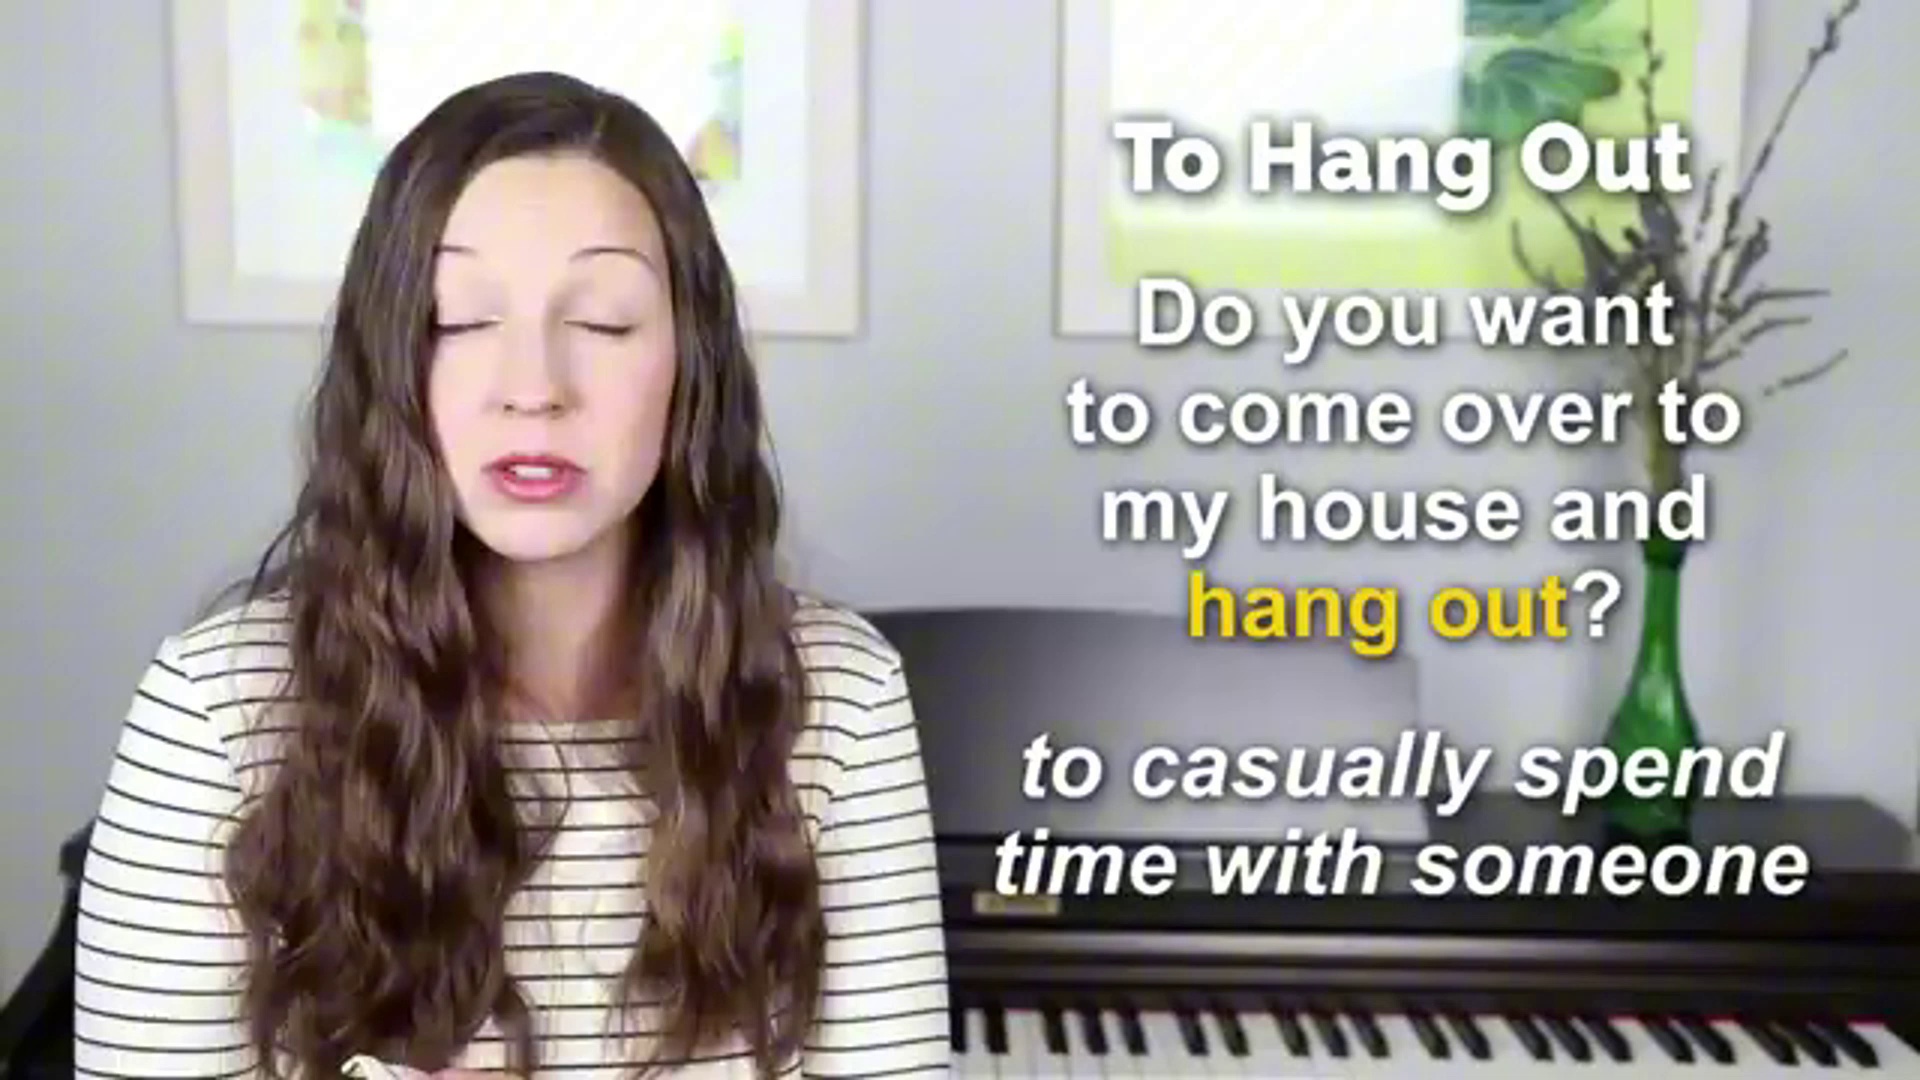 To Hang Out
Do you want
to come over to
my house and
hang out?
to casually spend
time with someone